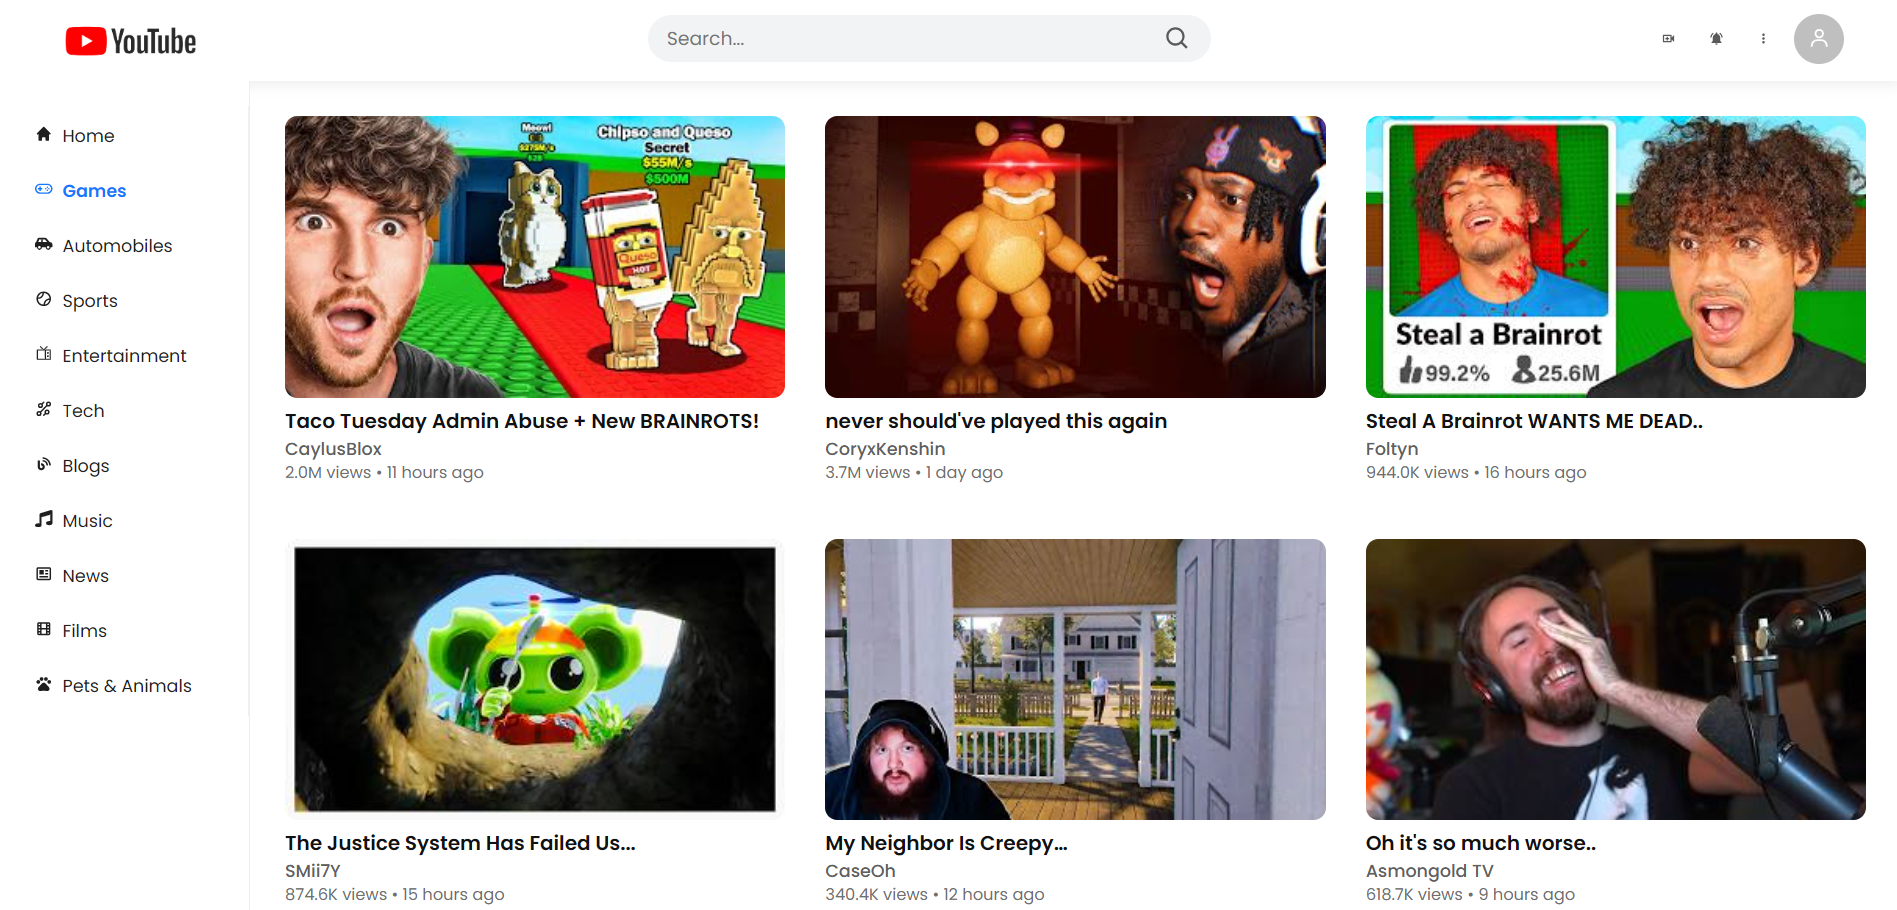 YouTube
Search...
Home
Games
Automobiles
Sports
Entertainment
Tech
Blogs
Music
News
Films
Pets & Animals
Meowl
$275M/s
Chipso and Queso
Secret
$55M/s
$500M
Queso
HOT
Taco Tuesday Admin Abuse + New BRAINROTS!
CaylusBlox
2.0M views • 11 hours ago
never should've played this again
CoryxKenshin
3.7M views • 1 day ago
Steal a Brainrot
99.2% 25.6M
Steal A Brainrot WANTS ME DEAD..
Foltyn
944.0K views • 16 hours ago
The Justice System Has Failed Us...
SMii7Y
874.6K views • 15 hours ago
My Neighbor Is Creepy...
CaseOh
340.4K views • 12 hours ago
Oh it's so much worse..
Asmongold TV
618.7K views • 9 hours ago